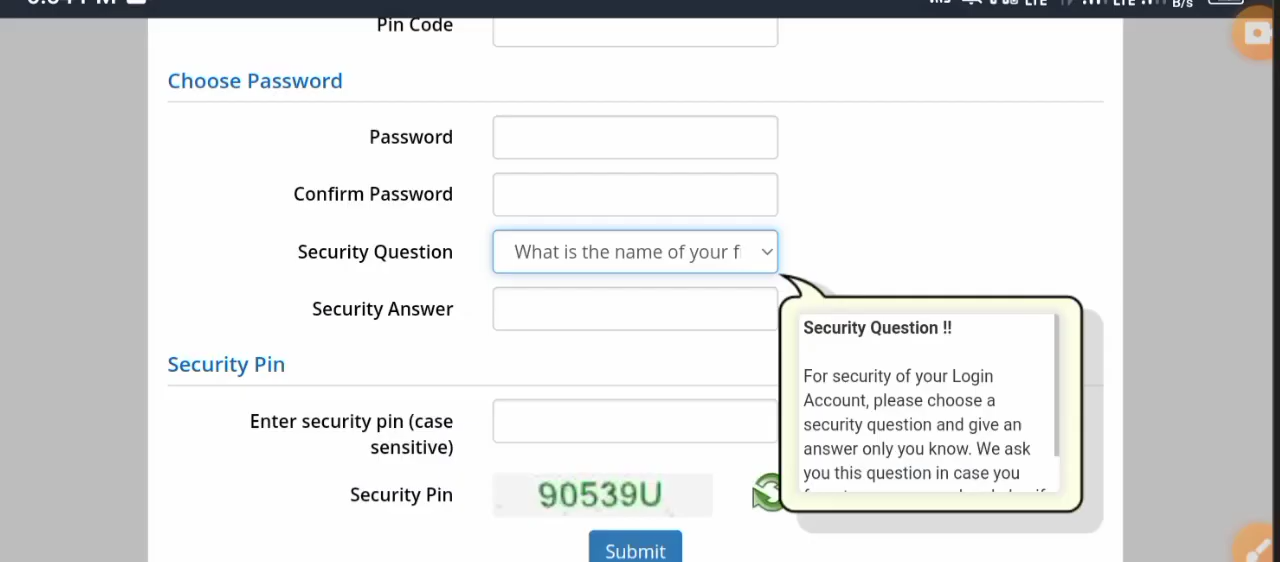 Pin Code
Choose Password
Password
Confirm Password
Security Question
What is the name of your f
Security Answer
Security Question !!
For security of your Login
Account, please choose a
security question and give an
answer only you know. We ask
you this question in case you
Security Pin
Enter security pin (case
sensitive)
Security Pin
90539U
Submit